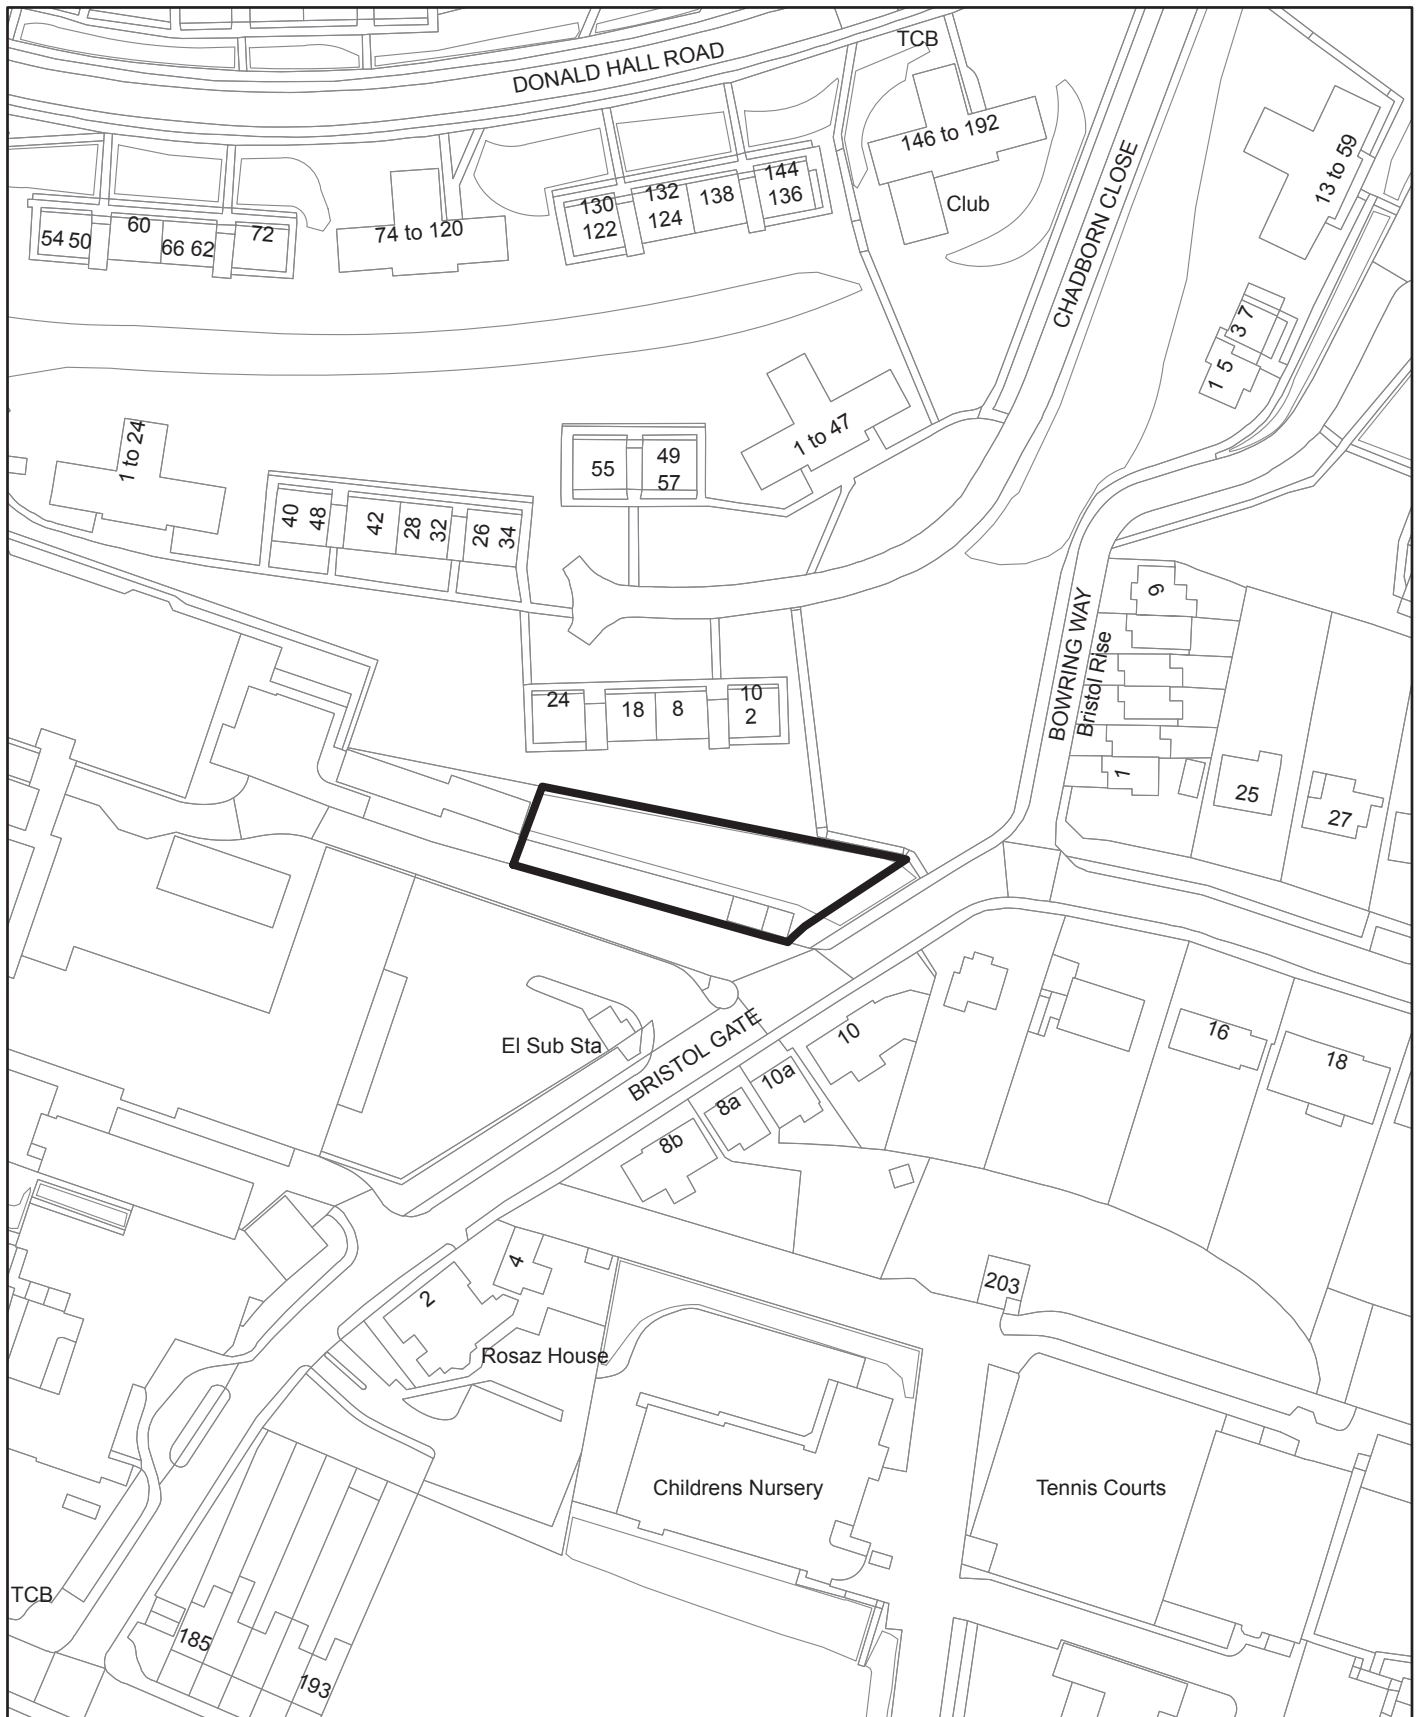 TCB
DONALD HALL ROAD
146 to 192
13 to 59
CHADBORN CLOSE
144
136
132
124
138
130
122
Club
54 50
60
66 62
72
74 to 120
3 7
1 5
1 to 47
1 to 24
55
49
57
40
48
42
28
32
26
34
9
BOWRING WAY
Bristol Rise
24
18
8
10
2
1
25
27
El Sub Sta
BRISTOL GATE
10
16
18
10a
8a
8b
4
203
2
Rosaz House
Childrens Nursery
Tennis Courts
TCB
185
193